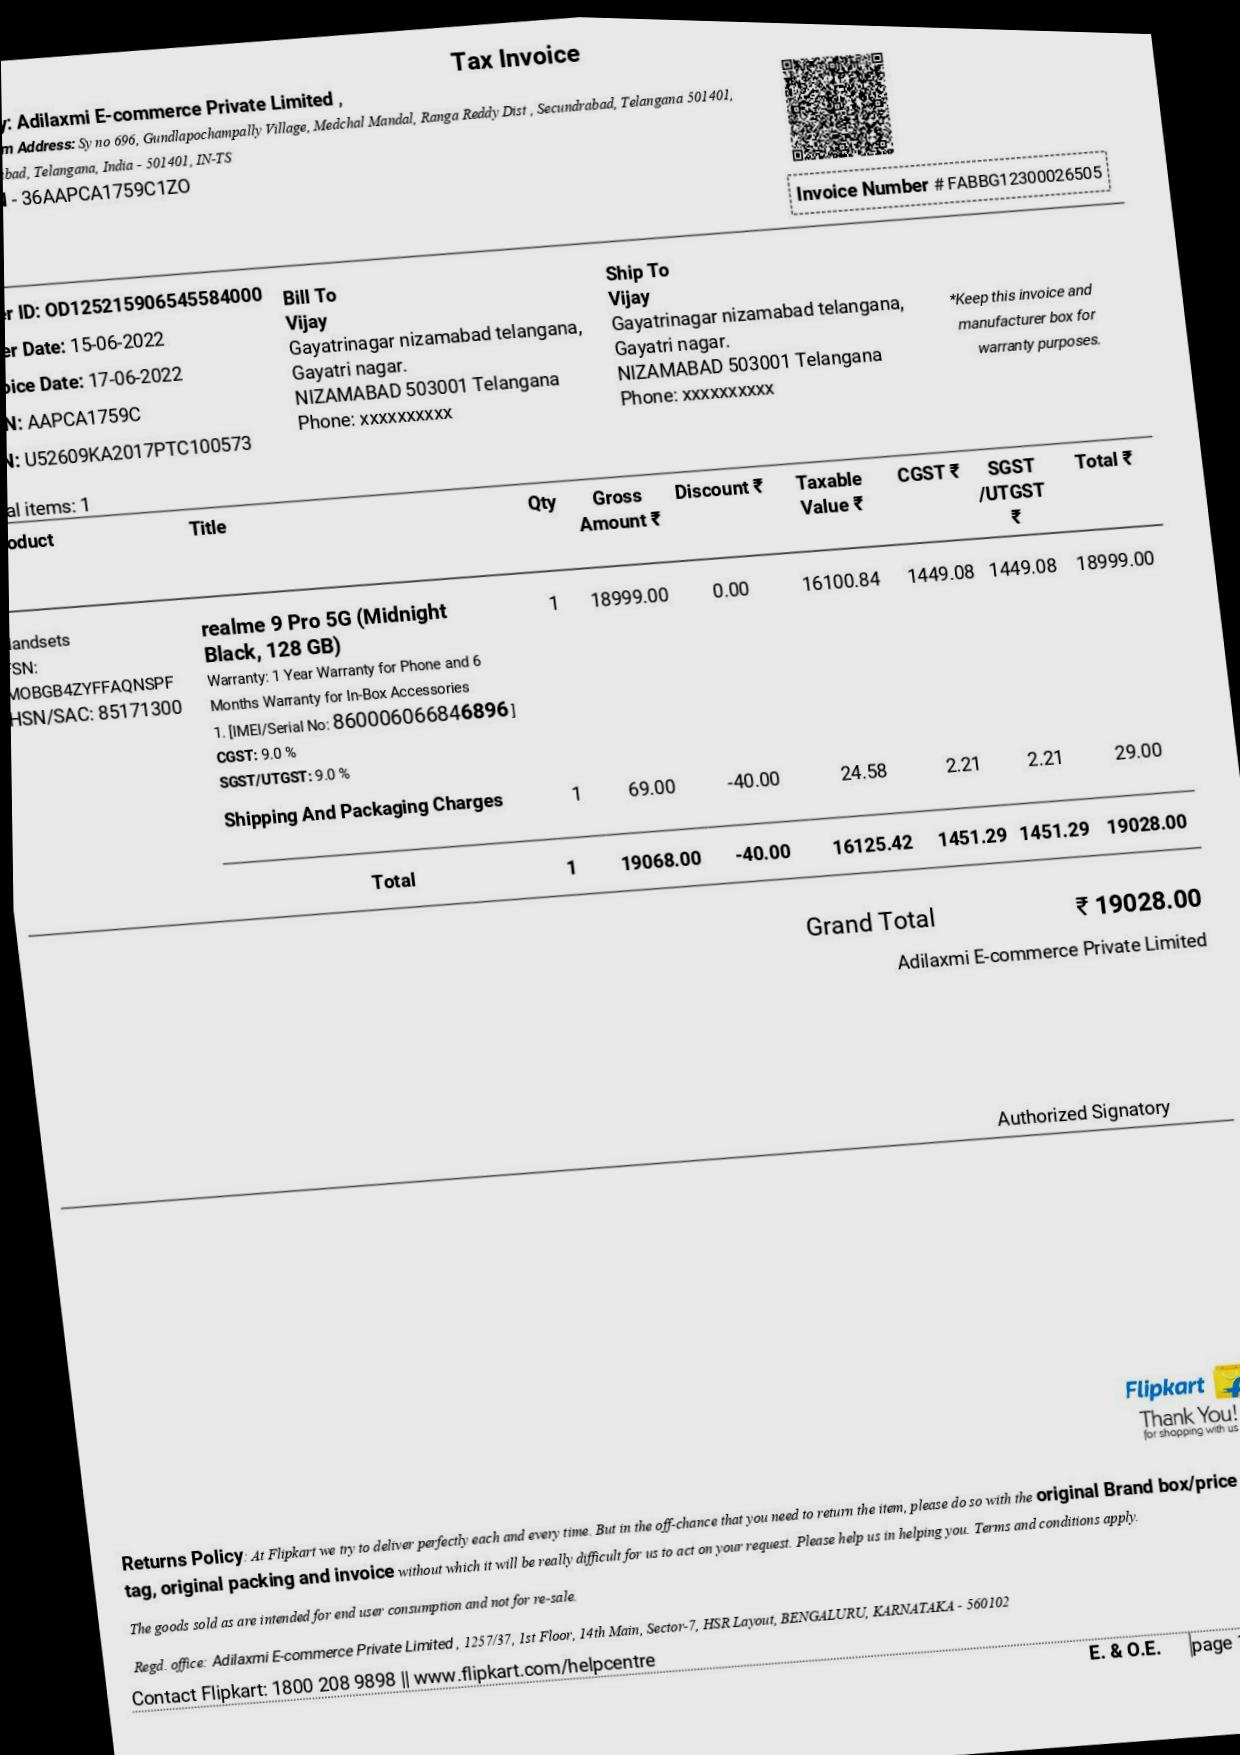 Tax Invoice
y: Adilaxmi E-commerce Private Limited ,
m Address: Sy no 696, Gundlapochampally Village, Medchal Mandal, Ranga Reddy Dist , Secundrabad, Telangana 501401,
bad, Telangana, India - 501401, IN-TS
- 36AAPCA1759C1ZO
Invoice Number # FABBG12300026505
r ID: OD125215906545584000
er Date: 15-06-2022
oice Date: 17-06-2022
N: AAPCA1759C
N: U52609KA2017PTC100573
Bill To
Vijay
Gayatrinagar nizamabad telangana,
Gayatri nagar.
NIZAMABAD 503001 Telangana
Phone: xxxxxxxxxx
Ship To
Vijay
Gayatrinagar nizamabad telangana,
Gayatri nagar.
NIZAMABAD 503001 Telangana
Phone: xxxxxxxxxx
*Keep this invoice and
manufacturer box for
warranty purposes.
al items: 1
oduct Title Qty Gross Amount ₹ Discount ₹ Taxable Value ₹ CGST ₹ SGST /UTGST ₹ Total ₹
andsets
FSN:
MOBGB4ZYFFAQNSPF
HSN/SAC: 85171300
realme 9 Pro 5G (Midnight
Black, 128 GB)
1 18999.00 0.00 16100.84 1449.08 1449.08 18999.00
Warranty: 1 Year Warranty for Phone and 6
Months Warranty for In-Box Accessories
1. [IMEI/Serial No: 860006066846896 ]
CGST: 9.0 %
SGST/UTGST: 9.0 %
Shipping And Packaging Charges 1 69.00 -40.00 24.58 2.21 2.21 29.00
Total 1 19068.00 -40.00 16125.42 1451.29 1451.29 19028.00
Grand Total ₹ 19028.00
Adilaxmi E-commerce Private Limited
Authorized Signatory
Flipkart
Thank You!
for shopping with us
Returns Policy: At Flipkart we try to deliver perfectly each and every time. But in the off-chance that you need to return the item, please do so with the original Brand box/price
tag, original packing and invoice without which it will be really difficult for us to act on your request. Please help us in helping you. Terms and conditions apply.
The goods sold as are intended for end user consumption and not for re-sale.
Regd. office: Adilaxmi E-commerce Private Limited , 1257/37, 1st Floor, 14th Main, Sector-7, HSR Layout, BENGALURU, KARNATAKA - 560102
Contact Flipkart: 1800 208 9898 || www.flipkart.com/helpcentre
E. & O.E. page